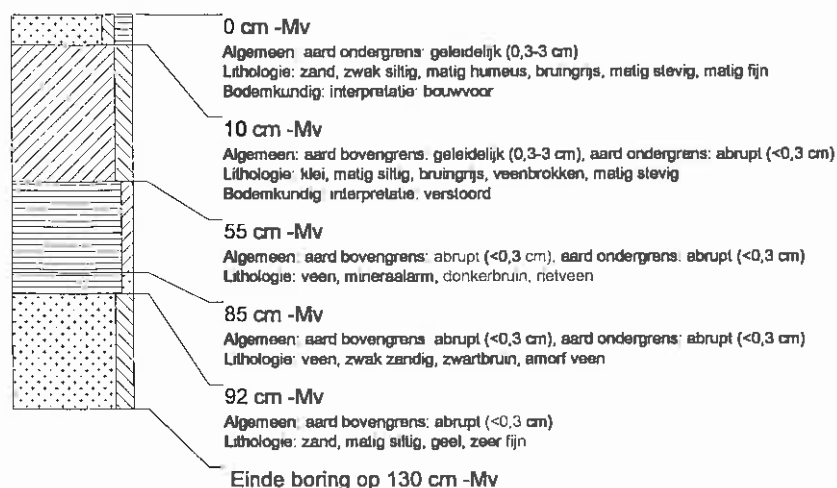 0 cm -Mv
Algemeen: aard ondergrens: geleidelijk (0,3-3 cm)
Lithologie: zand, zwak siltig, matig humeus, bruingrijs, matig stevig, matig fijn
Bodemkundig: interpretatie: bouwvoor
10 cm -Mv
Algemeen: aard bovengrens: geleidelijk (0,3-3 cm), aard ondergrens: abrupt (<0,3 cm)
Lithologie: klei, matig siltig, bruingrijs, veenbrokken, matig stevig
Bodemkundig: interpretatie: verstoord
55 cm -Mv
Algemeen: aard bovengrens: abrupt (<0,3 cm), aard ondergrens: abrupt (<0,3 cm)
Lithologie: veen, mineraalarm, donkerbruin, rietveen
85 cm -Mv
Algemeen: aard bovengrens: abrupt (<0,3 cm), aard ondergrens: abrupt (<0,3 cm)
Lithologie: veen, zwak zandig, zwartbruin, amorf veen
92 cm -Mv
Algemeen: aard bovengrens: abrupt (<0,3 cm)
Lithologie: zand, matig siltig, geel, zeer fijn
Einde boring op 130 cm -Mv